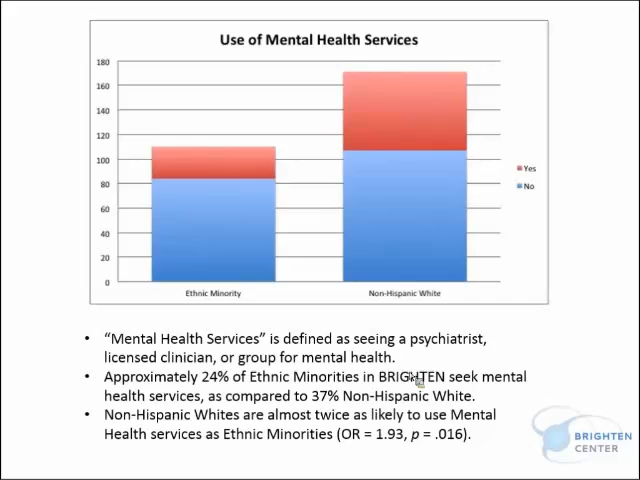 Use of Mental Health Services
180
160
140
120
100
80
60
40
20
0
Yes
No
Ethnic Minority
Non-Hispanic White
• “Mental Health Services” is defined as seeing a psychiatrist,
licensed clinician, or group for mental health.
• Approximately 24% of Ethnic Minorities in BRIGHTEN seek mental
health services, as compared to 37% Non-Hispanic White.
• Non-Hispanic Whites are almost twice as likely to use Mental
Health services as Ethnic Minorities (OR = 1.93, p = .016).
BRIGHTEN
CENTER